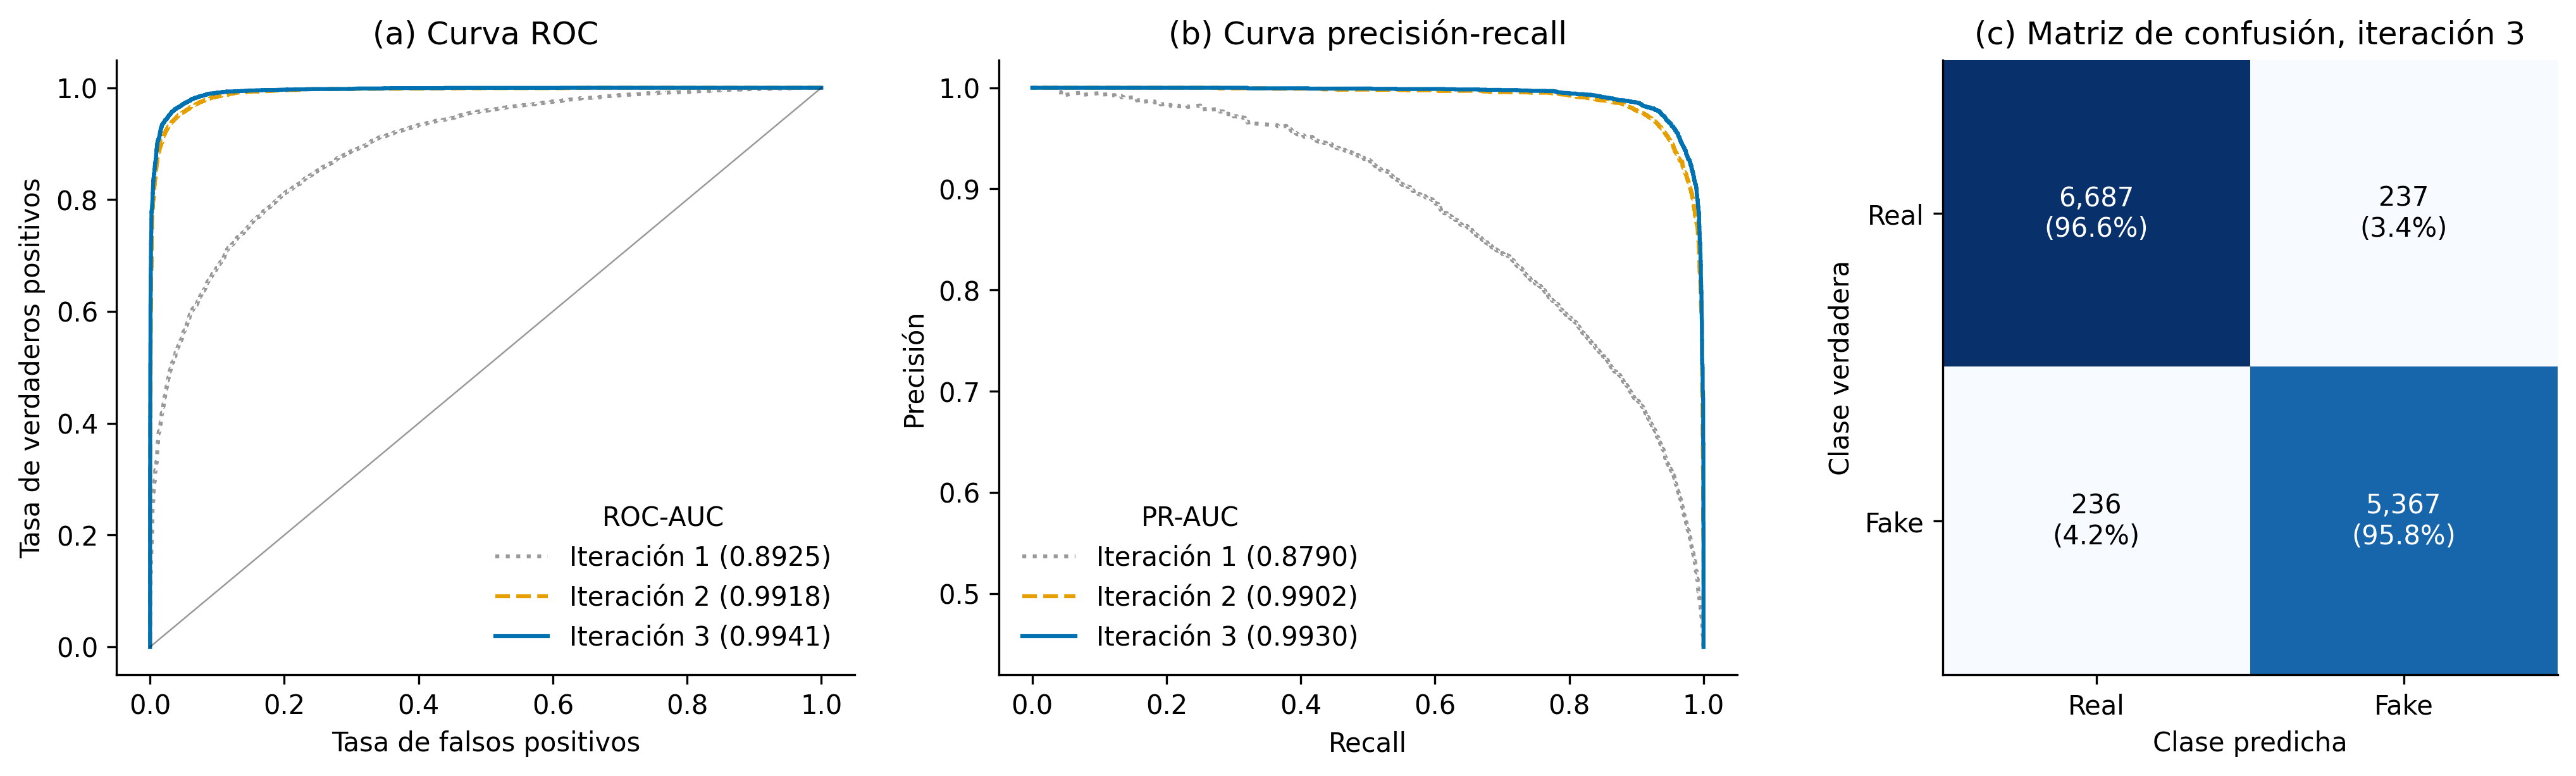 (a) Curva ROC
Tasa de verdaderos positivos
1.0
0.8
0.6
0.4
0.2
0.0
0.0 0.2 0.4 0.6 0.8 1.0
Tasa de falsos positivos
ROC-AUC
Iteración 1 (0.8925)
Iteración 2 (0.9918)
Iteración 3 (0.9941)
(b) Curva precisión-recall
Precisión
1.0
0.9
0.8
0.7
0.6
0.5
0.0 0.2 0.4 0.6 0.8 1.0
Recall
PR-AUC
Iteración 1 (0.8790)
Iteración 2 (0.9902)
Iteración 3 (0.9930)
(c) Matriz de confusión, iteración 3
Clase verdadera
Real
6,687
(96.6%)
237
(3.4%)
Fake
236
(4.2%)
5,367
(95.8%)
Real Fake
Clase predicha